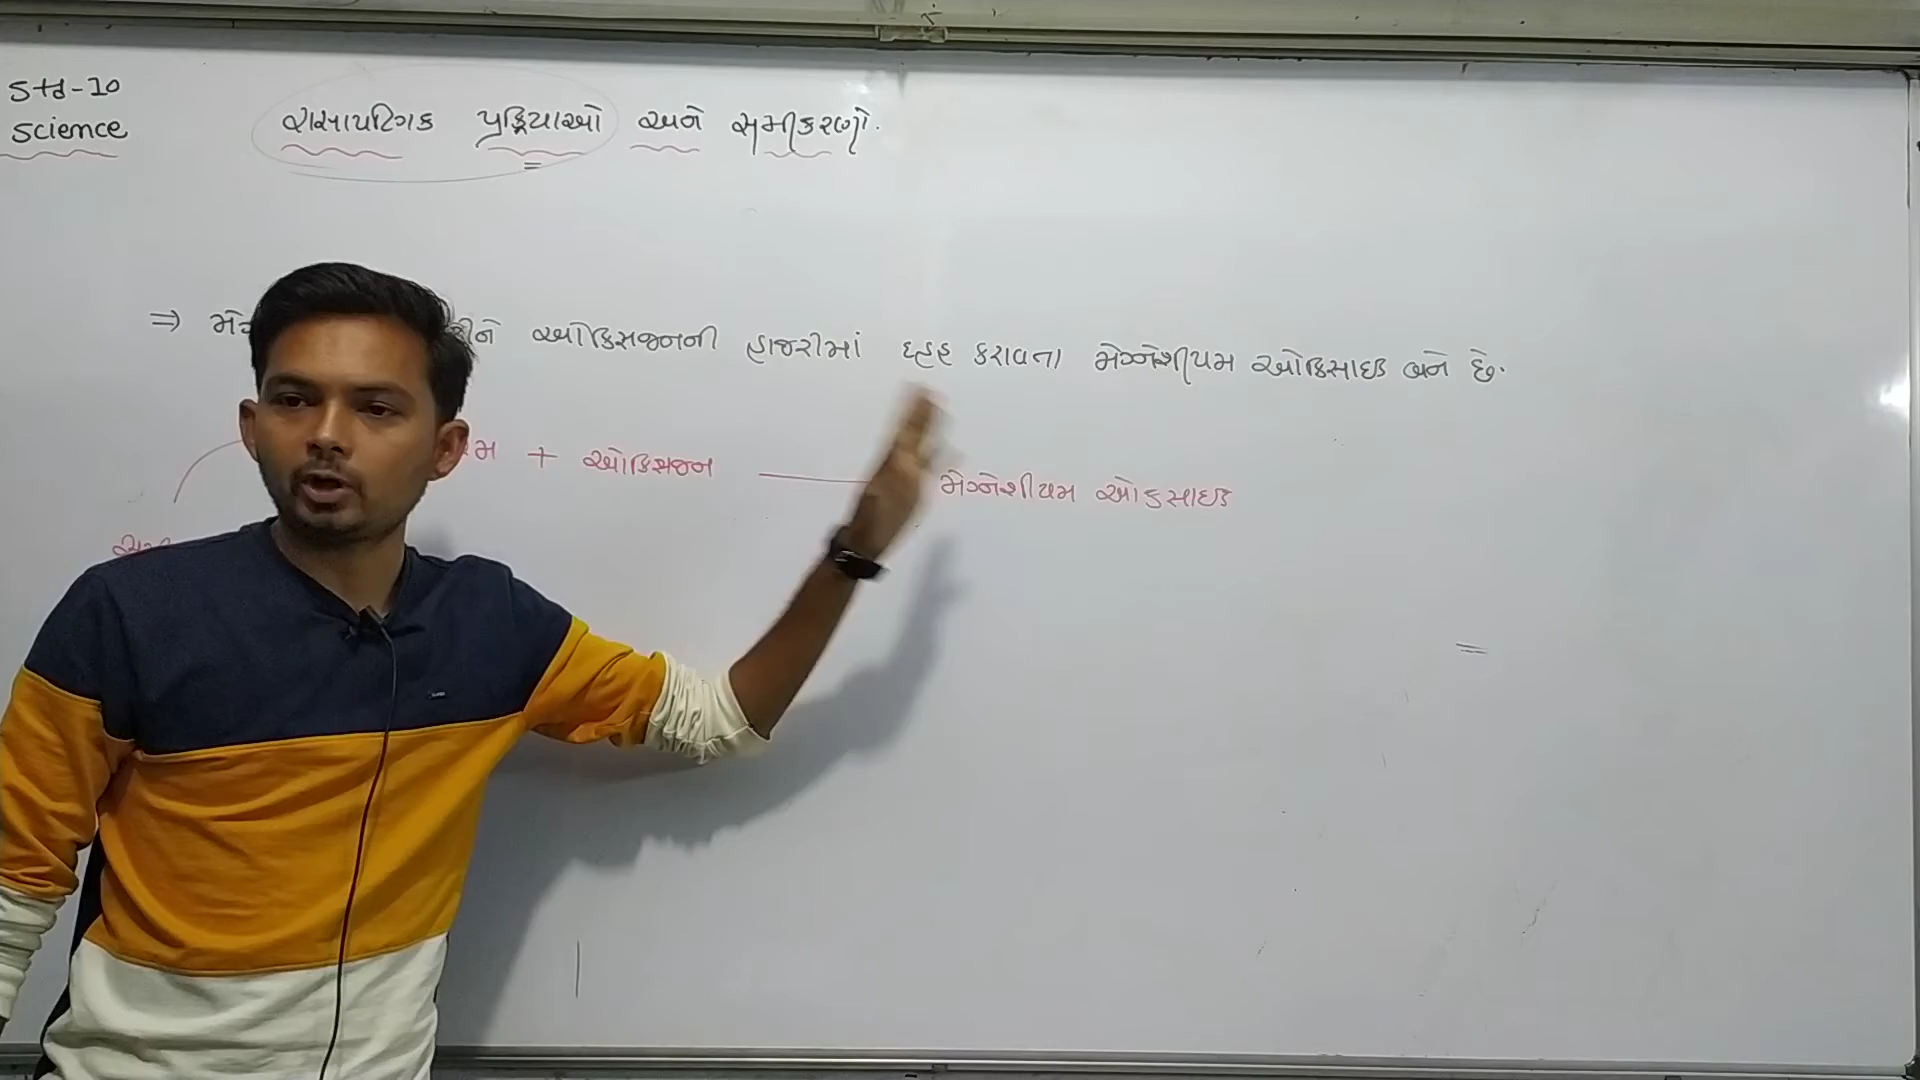 Std-10
Science
રાસાયણિક પ્રક્રિયાઓ અને સમીકરણો.
⇒ ઓક્સિજનની હાજરીમાં દહન કરાવતા મેગ્નેશીયમ ઓક્સિાઇડ બને છે.
+ ઓક્સિજન મેગ્નેશીયમ ઓકસાઇડ